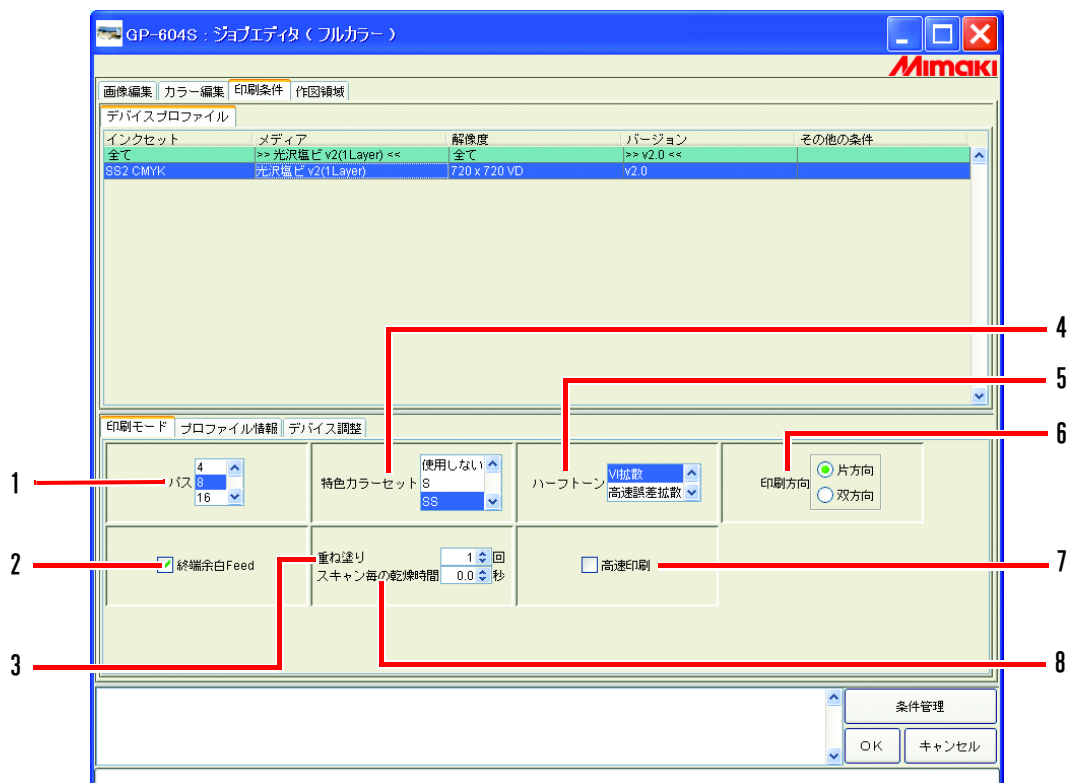 GP-604S : ジョブエディタ ( フルカラー )
Mimaki
画像編集 カラー編集 印刷条件 作図領域
デバイスプロファイル
インクセット メディア 解像度 バージョン その他の条件
全て >> 光沢塩ビ v2(1Layer) << 全て >> v2.0 <<
SS2 CMYK 光沢塩ビ v2(1Layer) 720 x 720 VD v2.0
4
5
印刷モード プロファイル情報 デバイス調整
6
1
パス 4 8 16
特色カラーセット 使用しない S SS
ハーフトーン VI拡散 高速誤差拡散
印刷方向 片方向 双方向
2
終端余白Feed
重ね塗り 1 回
スキャン毎の乾燥時間 0.0 秒
高速印刷
7
3
8
条件管理
OK キャンセル